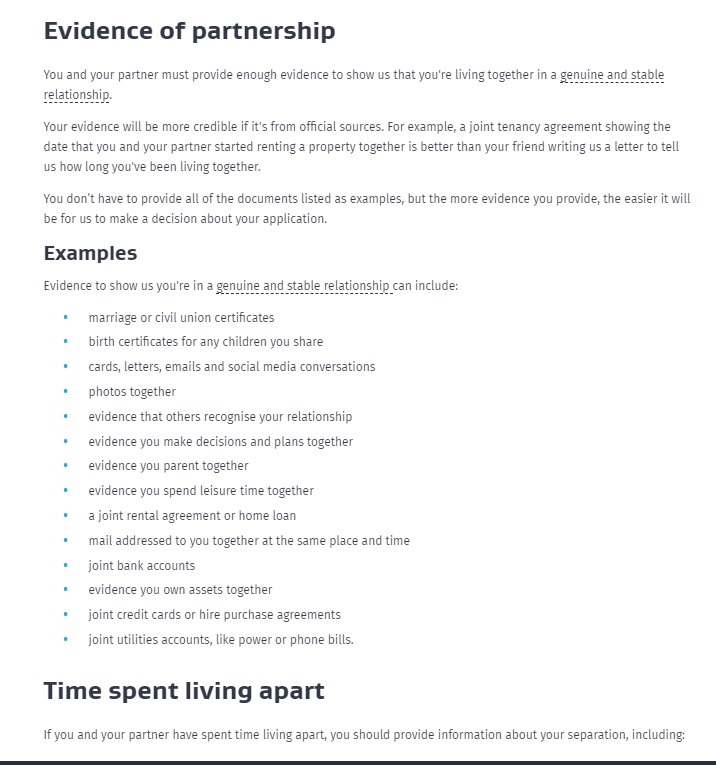 Evidence of partnership
You and your partner must provide enough evidence to show us that you're living together in a genuine and stable
relationship.
Your evidence will be more credible if it's from official sources. For example, a joint tenancy agreement showing the
date that you and your partner started renting a property together is better than your friend writing us a letter to tell
us how long you've been living together.
You don't have to provide all of the documents listed as examples, but the more evidence you provide, the easier it will
be for us to make a decision about your application.
Examples
Evidence to show us you're in a genuine and stable relationship can include:
• marriage or civil union certificates
• birth certificates for any children you share
• cards, letters, emails and social media conversations
• photos together
• evidence that others recognise your relationship
• evidence you make decisions and plans together
• evidence you parent together
• evidence you spend leisure time together
• a joint rental agreement or home loan
• mail addressed to you together at the same place and time
• joint bank accounts
• evidence you own assets together
• joint credit cards or hire purchase agreements
• joint utilities accounts, like power or phone bills.
Time spent living apart
If you and your partner have spent time living apart, you should provide information about your separation, including: